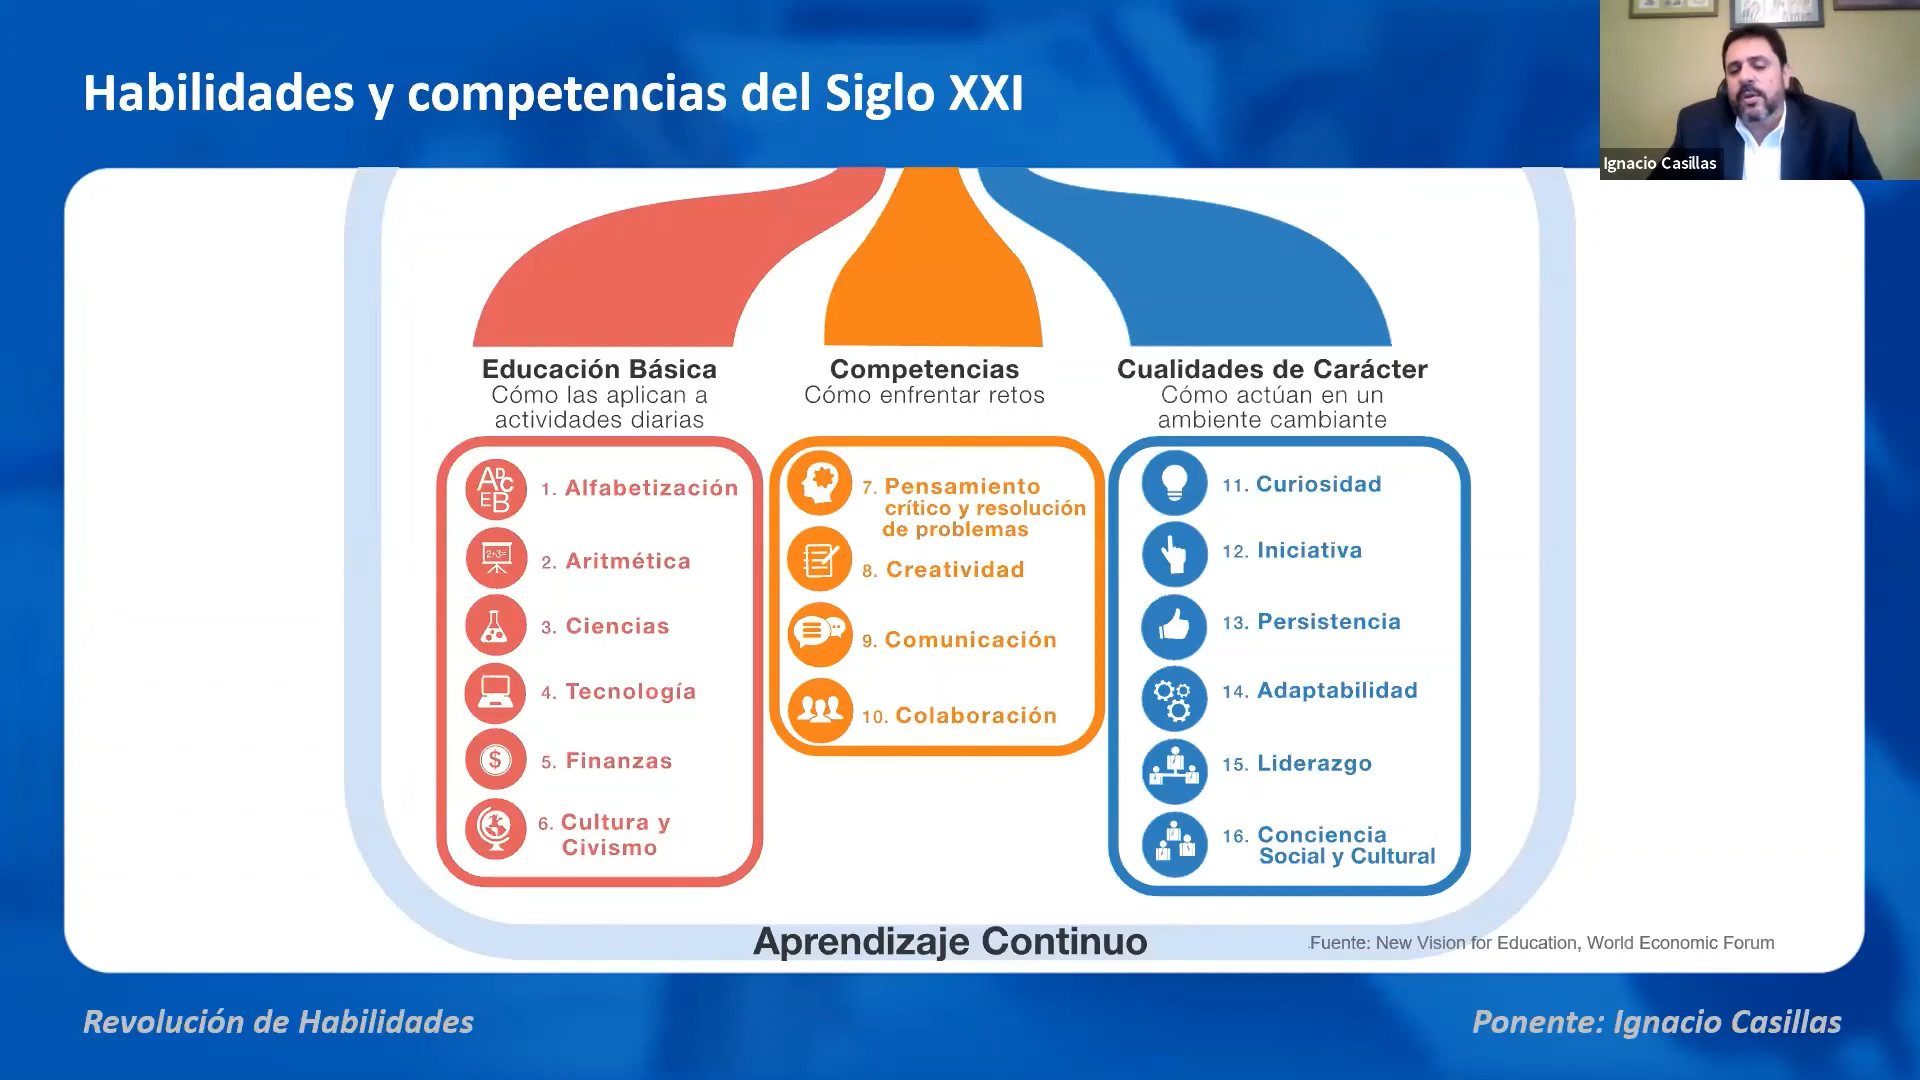 Habilidades y competencias del Siglo XXI
Ignacio Casillas
Educación Básica
Cómo las aplican a
actividades diarias
A D C E B
1. Alfabetización
2+3=
2. Aritmética
3. Ciencias
4. Tecnología
$
5. Finanzas
6. Cultura y
Civismo
Competencias
Cómo enfrentar retos
7. Pensamiento
crítico y resolución
de problemas
8. Creatividad
9. Comunicación
10. Colaboración
Cualidades de Carácter
Cómo actúan en un
ambiente cambiante
11. Curiosidad
12. Iniciativa
13. Persistencia
14. Adaptabilidad
15. Liderazgo
16. Conciencia
Social y Cultural
Aprendizaje Continuo
Fuente: New Vision for Education, World Economic Forum
Revolución de Habilidades
Ponente: Ignacio Casillas